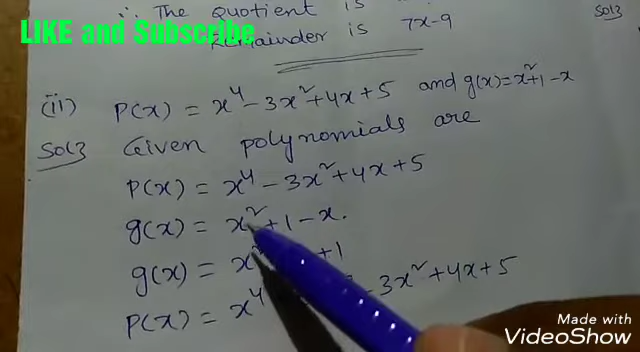 ∴ The Quotient is
LIKE and Subscribe
Remainder is 7x-9
Sol3
(ii) P(x) = x⁴ - 3x² + 4x + 5 and g(x) = x² + 1 - x
Sol3 Given polynomials are
P(x) = x⁴ - 3x² + 4x + 5
g(x) = x² + 1 - x.
g(x) = x² +1
P(x) = x⁴ - 3x² + 4x + 5
Made with
VideoShow